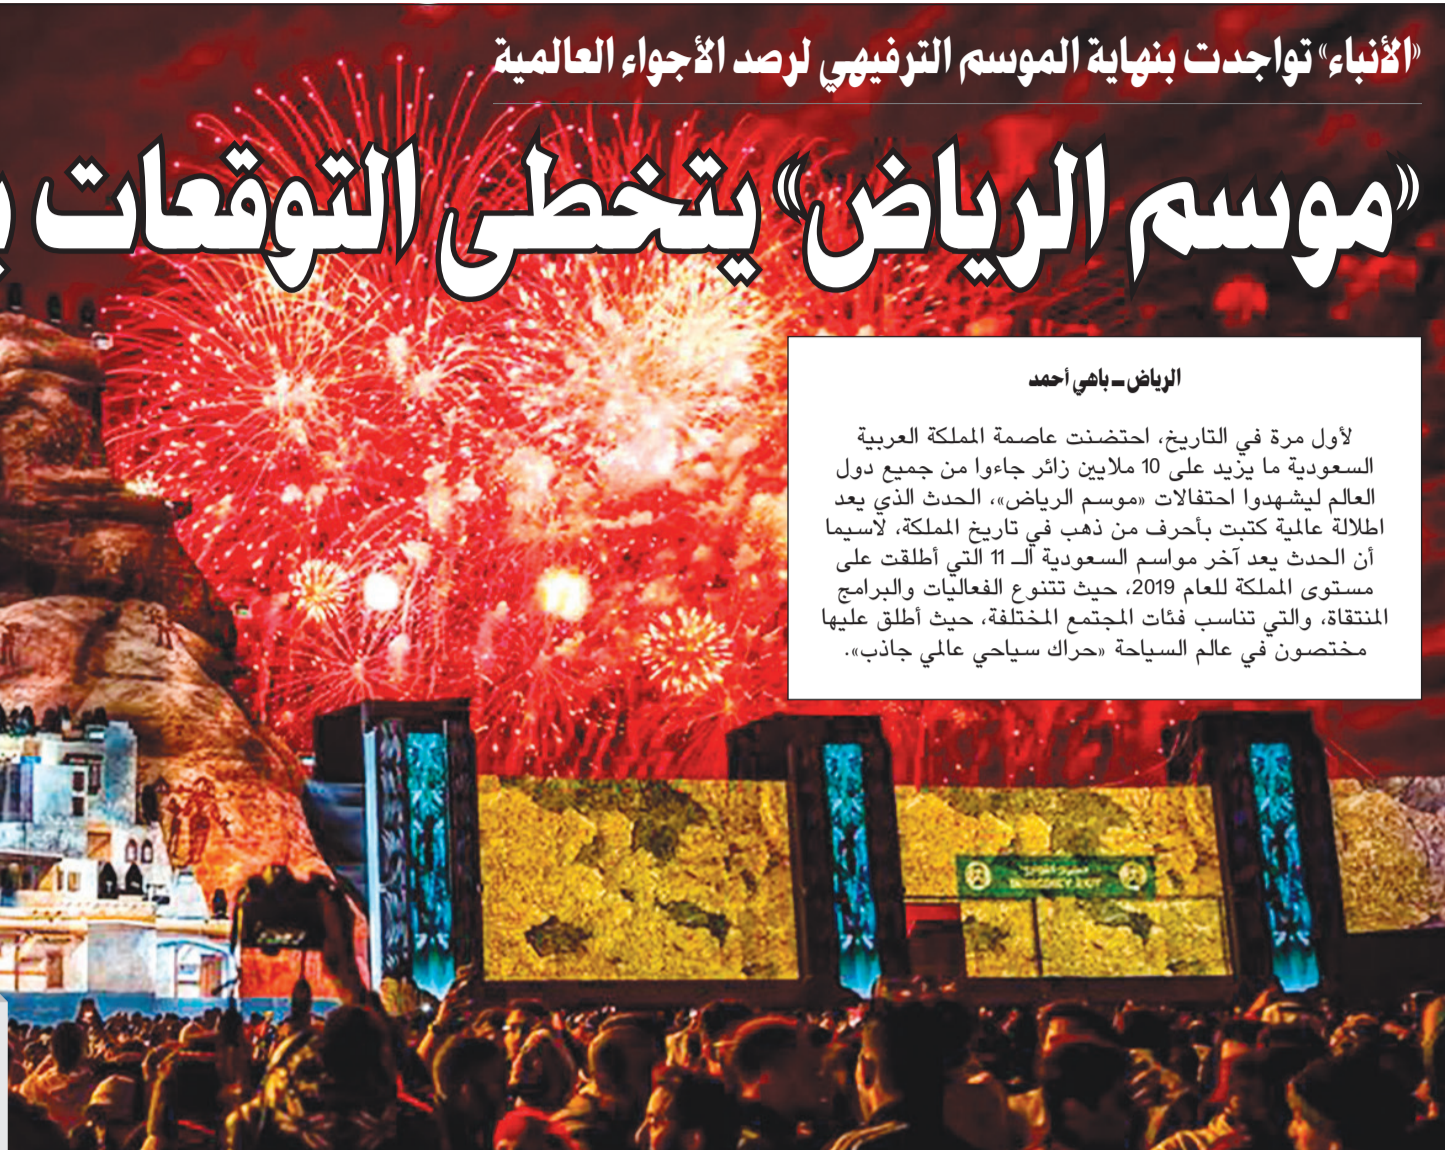 «الأنباء» تواجدت بنهاية الموسم الترفيهي لرصد الأجواء العالمية
«موسم الرياض» يتخطى التوقعات
الرياض ــ باهي أحمد
لأول مرة في التاريخ، احتضنت عاصمة المملكة العربية
السعودية ما يزيد على 10 ملايين زائر جاءوا من جميع دول
العالم ليشهدوا احتفالات «موسم الرياض»، الحدث الذي يعد
اطلالة عالمية كتبت بأحرف من ذهب في تاريخ المملكة، لاسيما
أن الحدث يعد آخر مواسم السعودية الــ 11 التي أطلقت على
مستوى المملكة للعام 2019، حيث تتنوع الفعاليات والبرامج
المنتقاة، والتي تناسب فئات المجتمع المختلفة، حيث أطلق عليها
مختصون في عالم السياحة «حراك سياحي عالمي جاذب».